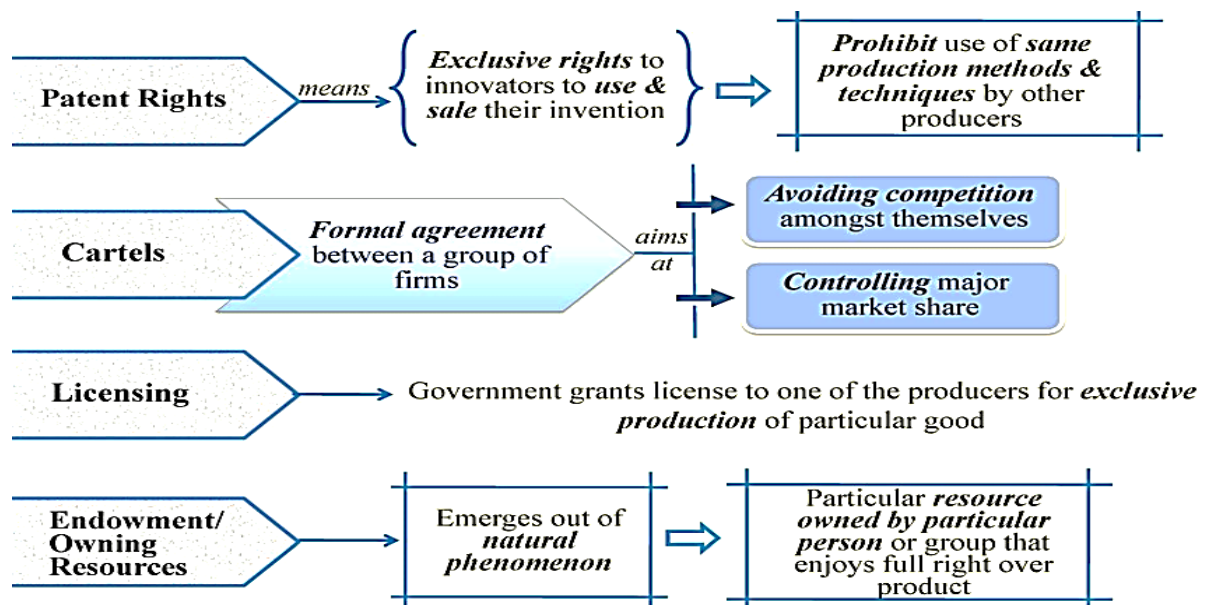 Patent Rights
means
Exclusive rights to
innovators to use &
sale their invention
Prohibit use of same
production methods &
techniques by other
producers
Cartels
Formal agreement
between a group of
firms
aims
at
Avoiding competition
amongst themselves
Controlling major
market share
Licensing
Government grants license to one of the producers for exclusive
production of particular good
Endowment/
Owning
Resources
Emerges out of
natural
phenomenon
Particular resource
owned by particular
person or group that
enjoys full right over
product